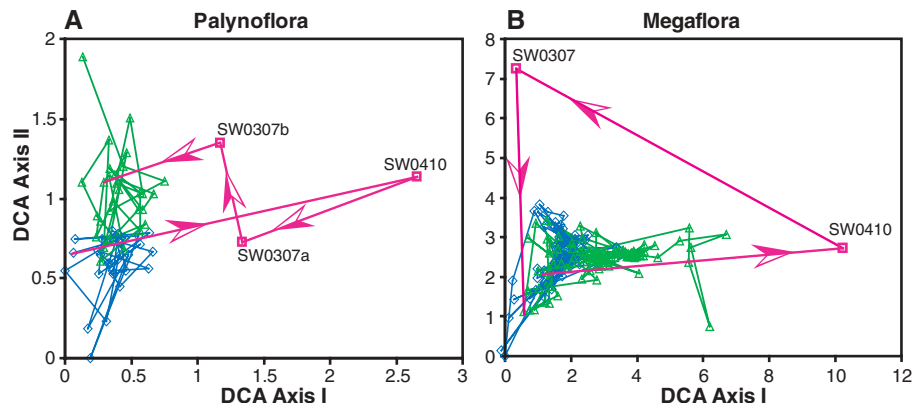 A Palynoflora
2
1.5
1
0.5
0
0 0.5 1 1.5 2 2.5 3
DCA Axis II
DCA Axis I
SW0307b
SW0410
SW0307a
B Megaflora
8
7
6
5
4
3
2
1
0
0 2 4 6 8 10 12
DCA Axis I
SW0307
SW0410